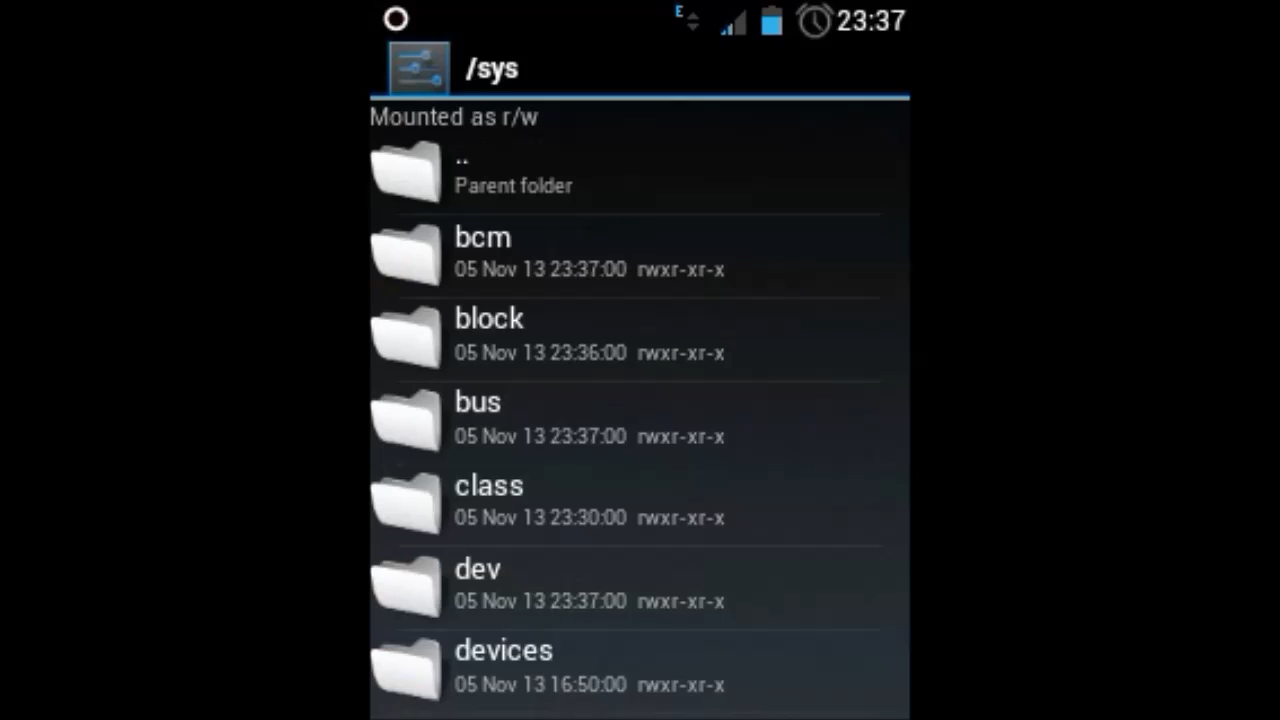 E 23:37
/sys
Mounted as r/w
..
Parent folder
bcm
05 Nov 13 23:37:00 rwxr-xr-x
block
05 Nov 13 23:36:00 rwxr-xr-x
bus
05 Nov 13 23:37:00 rwxr-xr-x
class
05 Nov 13 23:30:00 rwxr-xr-x
dev
05 Nov 13 23:37:00 rwxr-xr-x
devices
05 Nov 13 16:50:00 rwxr-xr-x